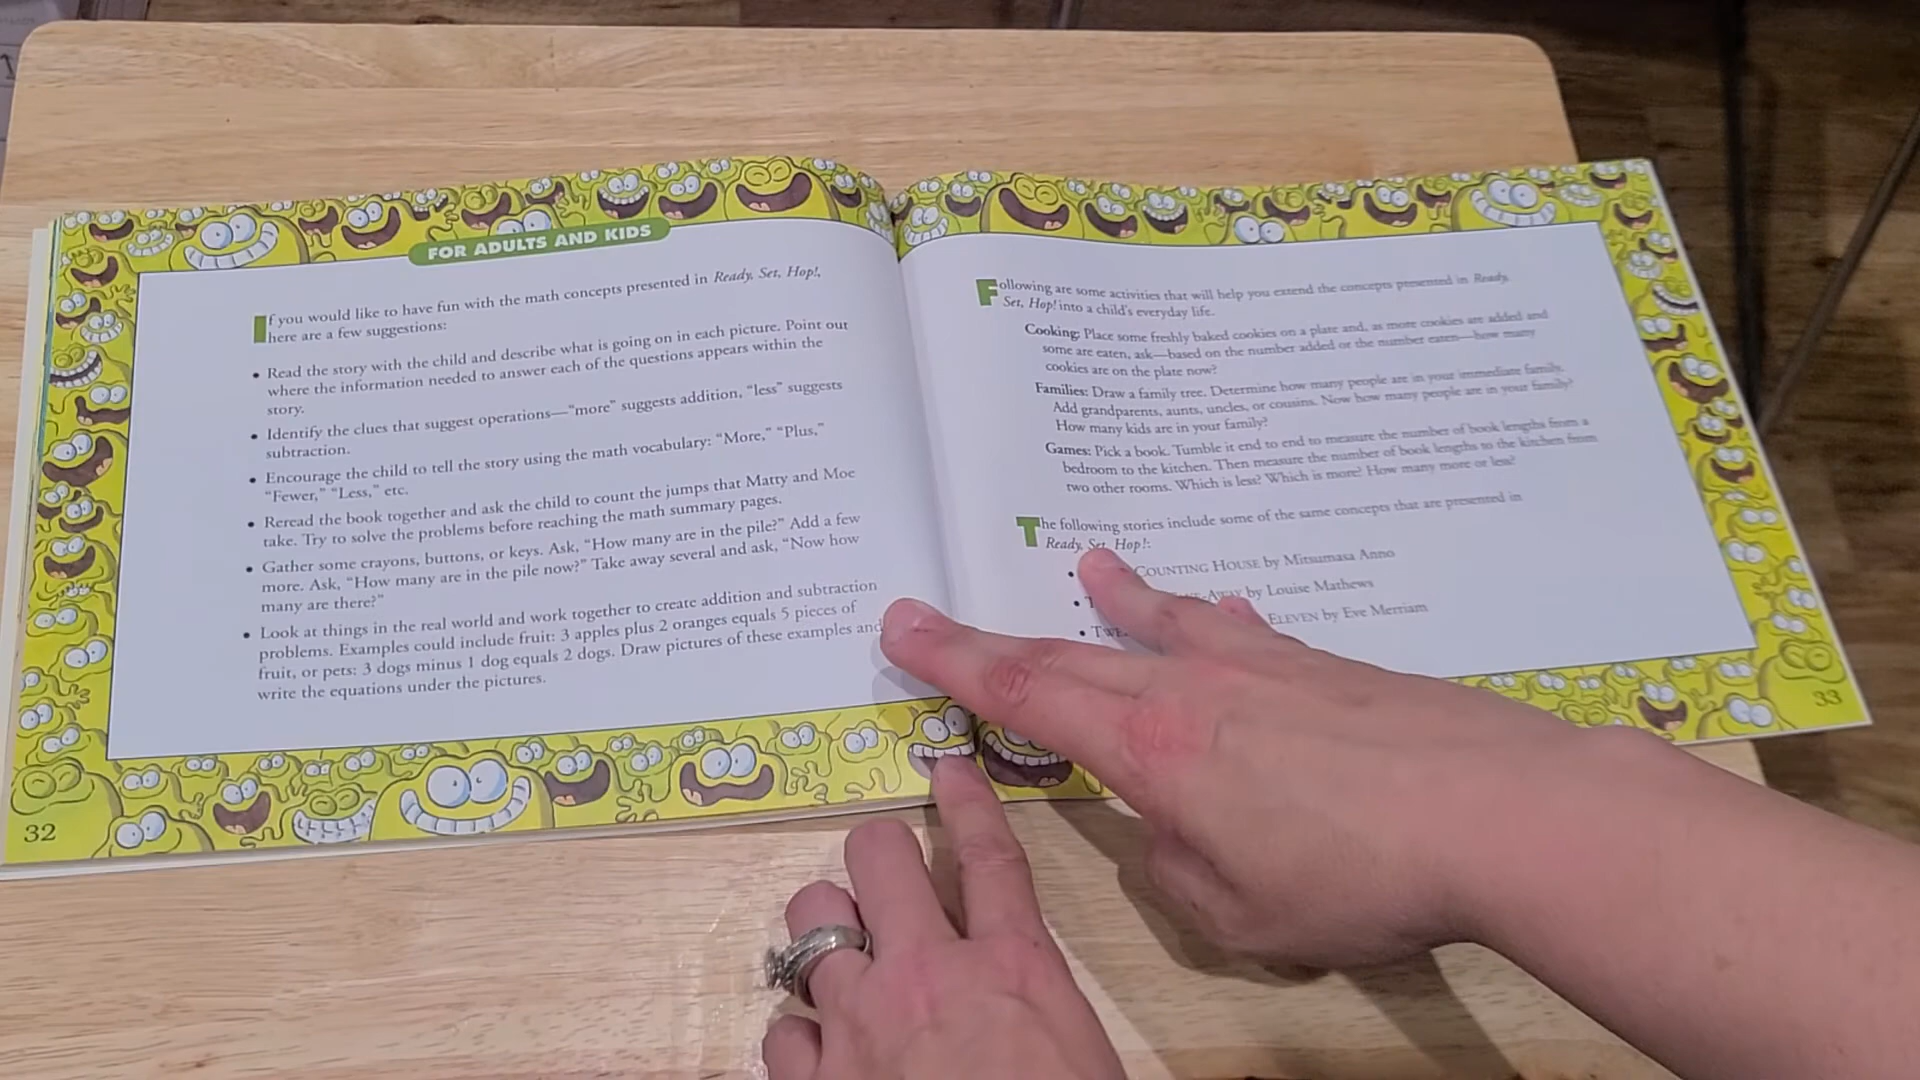 FOR ADULTS AND KIDS
If you would like to have fun with the math concepts presented in Ready, Set, Hop!,
here are a few suggestions:
• Read the story with the child and describe what is going on in each picture. Point out
where the information needed to answer each of the questions appears within the
story.
• Identify the clues that suggest operations—“more” suggests addition, “less” suggests
subtraction.
• Encourage the child to tell the story using the math vocabulary: “More,” “Plus,”
“Fewer,” “Less,” etc.
• Reread the book together and ask the child to count the jumps that Matty and Moe
take. Try to solve the problems before reaching the math summary pages.
• Gather some crayons, buttons, or keys. Ask, “How many are in the pile?” Add a few
more. Ask, “How many are in the pile now?” Take away several and ask, “Now how
many are there?”
• Look at things in the real world and work together to create addition and subtraction
problems. Examples could include fruit: 3 apples plus 2 oranges equals 5 pieces of
fruit, or pets: 3 dogs minus 1 dog equals 2 dogs. Draw pictures of these examples and
write the equations under the pictures.
32
Following are some activities that will help you extend the concepts presented in Ready,
Set, Hop! into a child's everyday life.
Cooking: Place some freshly baked cookies on a plate and, as more cookies are added and
some are eaten, ask—based on the number added or the number eaten—how many
cookies are on the plate now?
Families: Draw a family tree. Determine how many people are in your immediate family.
Add grandparents, aunts, uncles, or cousins. Now how many people are in your family?
How many kids are in your family?
Games: Pick a book. Tumble it end to end to measure the number of book lengths from a
bedroom to the kitchen. Then measure the number of book lengths to the kitchen from
two other rooms. Which is less? Which is more? How many more or less?
The following stories include some of the same concepts that are presented in
Ready, Set, Hop!:
• COUNTING HOUSE by Mitsumasa Anno
• by Louise Mathews
• ELEVEN by Eve Merriam
33